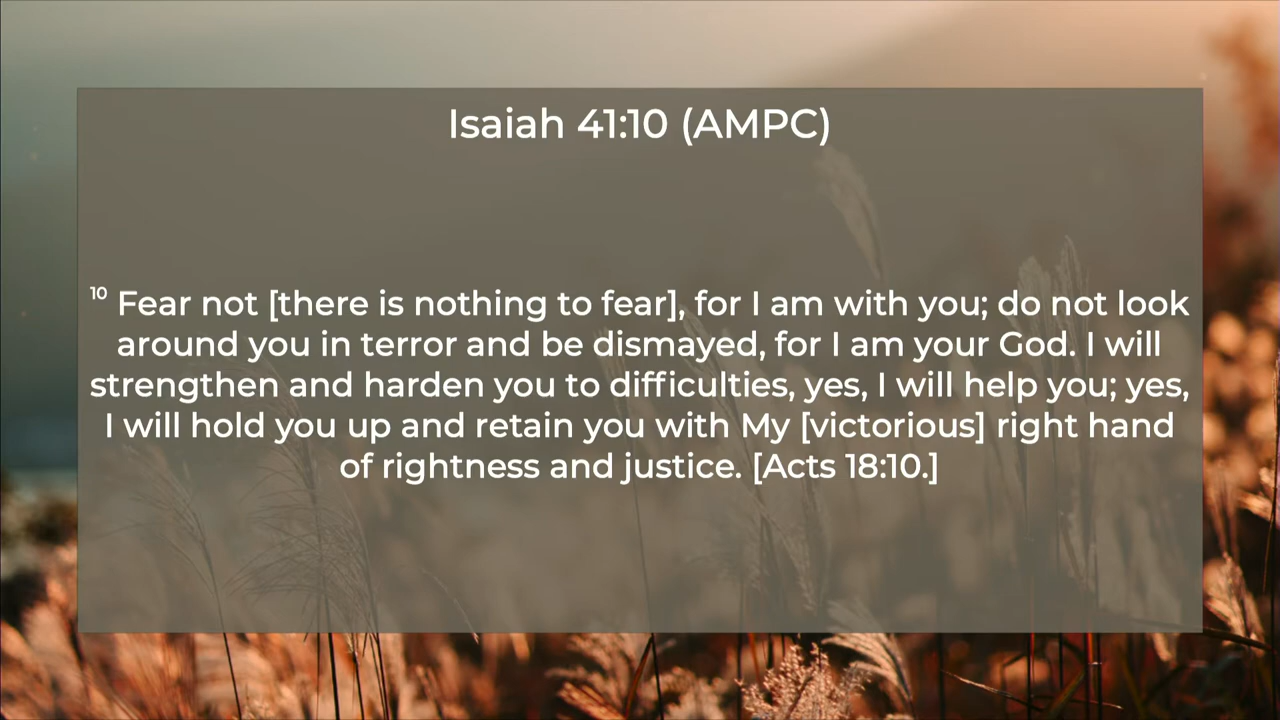 Isaiah 41:10 (AMPC)
10 Fear not [there is nothing to fear], for I am with you; do not look
around you in terror and be dismayed, for I am your God. I will
strengthen and harden you to difficulties, yes, I will help you; yes,
I will hold you up and retain you with My [victorious] right hand
of rightness and justice. [Acts 18:10.]